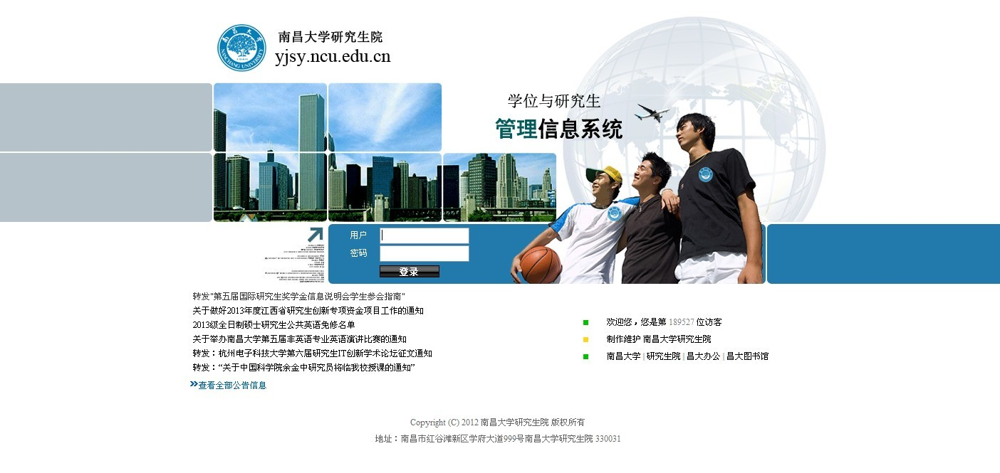 南昌大学
NANCHANG UNIVERSITY
南昌大学研究生院
yjsy.ncu.edu.cn
学位与研究生
管理信息系统
用户
密码
登录
转发"第五届国际研究生奖学金信息说明会学生参会指南"
关于做好2013年度江西省研究生创新专项资金项目工作的通知
2013级全日制硕士研究生公共英语免修名单
关于举办南昌大学第五届非英语专业英语演讲比赛的通知
转发：杭州电子科技大学第六届研究生IT创新学术论坛征文通知
转发：“关于中国科学院余金中研究员将临我校授课的通知”
查看全部公告信息
欢迎您，您是第 189527 位访客
制作维护 南昌大学研究生院
南昌大学 | 研究生院 | 昌大办公 | 昌大图书馆
Copyright (C) 2012 南昌大学研究生院 版权所有
地址：南昌市红谷滩新区学府大道999号南昌大学研究生院 330031